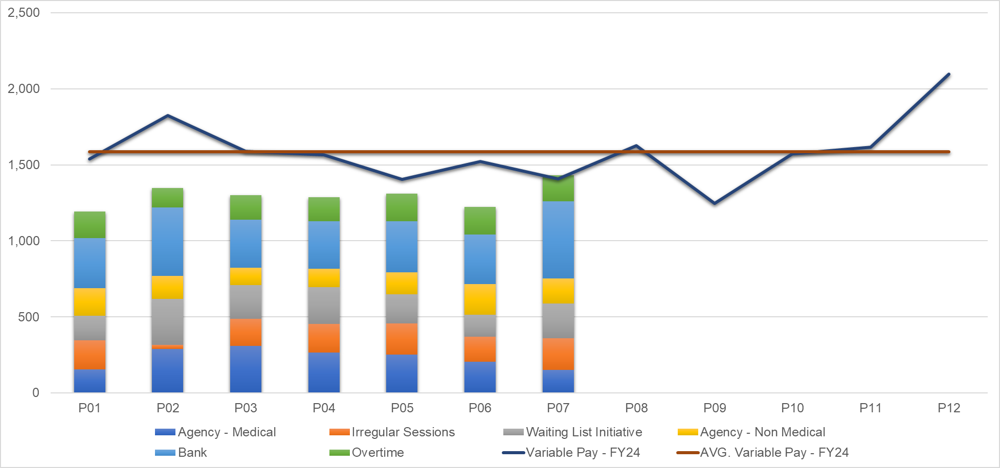 2,500
2,000
1,500
1,000
500
0
P01 P02 P03 P04 P05 P06 P07 P08 P09 P10 P11 P12
Agency - Medical Irregular Sessions Waiting List Initiative Agency - Non Medical
Bank Overtime Variable Pay - FY24 AVG. Variable Pay - FY24